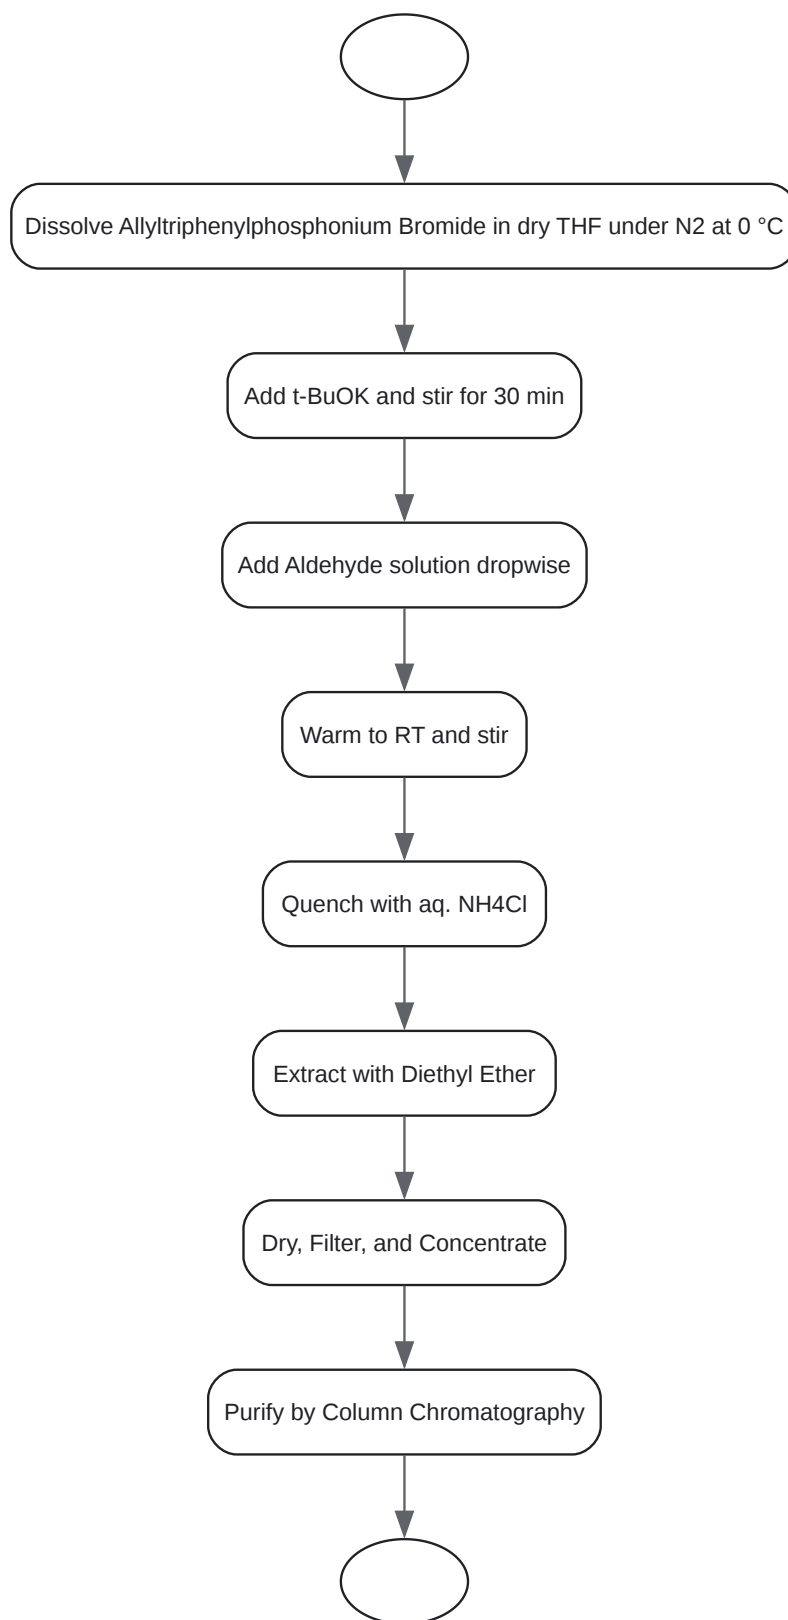 Dissolve Allyltriphenylphosphonium Bromide in dry THF under N2 at 0 °C
Add t-BuOK and stir for 30 min
Add Aldehyde solution dropwise
Warm to RT and stir
Quench with aq. NH4Cl
Extract with Diethyl Ether
Dry, Filter, and Concentrate
Purify by Column Chromatography